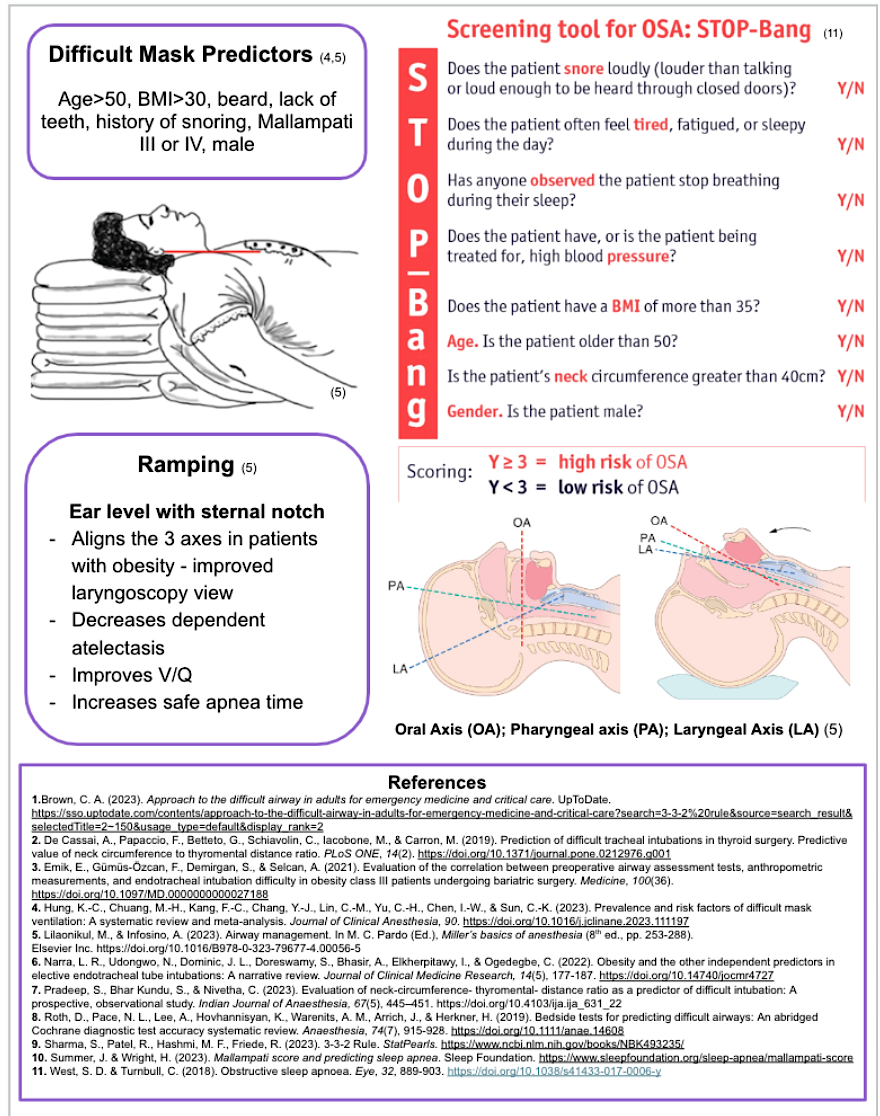 Difficult Mask Predictors (4,5)
Age>50, BMI>30, beard, lack of
teeth, history of snoring, Mallampati
III or IV, male
(5)
Ramping (5)
Ear level with sternal notch
- Aligns the 3 axes in patients
with obesity - improved
laryngoscopy view
- Decreases dependent
atelectasis
- Improves V/Q
- Increases safe apnea time
Screening tool for OSA: STOP-Bang (11)
S Does the patient snore loudly (louder than talking
or loud enough to be heard through closed doors)? Y/N
T Does the patient often feel tired, fatigued, or sleepy
during the day? Y/N
O Has anyone observed the patient stop breathing
during their sleep? Y/N
P Does the patient have, or is the patient being
treated for, high blood pressure? Y/N
–
B Does the patient have a BMI of more than 35? Y/N
a Age. Is the patient older than 50? Y/N
n Is the patient's neck circumference greater than 40cm? Y/N
g Gender. Is the patient male? Y/N
Scoring: Y ≥ 3 = high risk of OSA
Y < 3 = low risk of OSA
OA
PA
LA
OA
PA
LA
Oral Axis (OA); Pharyngeal axis (PA); Laryngeal Axis (LA) (5)
References
1.Brown, C. A. (2023). Approach to the difficult airway in adults for emergency medicine and critical care. UpToDate.
https://sso.uptodate.com/contents/approach-to-the-difficult-airway-in-adults-for-emergency-medicine-and-critical-care?search=3-3-2%20rule&source=search_result&
selectedTitle=2~150&usage_type=default&display_rank=2
2. De Cassai, A., Papaccio, F., Betteto, G., Schiavolin, C., Iacobone, M., & Carron, M. (2019). Prediction of difficult tracheal intubations in thyroid surgery. Predictive
value of neck circumference to thyromental distance ratio. PLoS ONE, 14(2). https://doi.org/10.1371/journal.pone.0212976.g001
3. Emik, E., Gümüs-Özcan, F., Demirgan, S., & Selcan, A. (2021). Evaluation of the correlation between preoperative airway assessment tests, anthropometric
measurements, and endotracheal intubation difficulty in obesity class III patients undergoing bariatric surgery. Medicine, 100(36).
https://doi.org/10.1097/MD.0000000000027188
4. Hung, K.-C., Chuang, M.-H., Kang, F.-C., Chang, Y.-J., Lin, C.-M., Yu, C.-H., Chen, I.-W., & Sun, C.-K. (2023). Prevalence and risk factors of difficult mask
ventilation: A systematic review and meta-analysis. Journal of Clinical Anesthesia, 90. https://doi.org/10.1016/j.jclinane.2023.111197
5. Lilaonikul, M., & Infosino, A. (2023). Airway management. In M. C. Pardo (Ed.), Miller's basics of anesthesia (8th ed., pp. 253-288).
Elsevier Inc. https://doi.org/10.1016/B978-0-323-79677-4.00056-5
6. Narra, L. R., Udongwo, N., Dominic, J. L., Doreswamy, S., Bhasir, A., Elkherpitawy, I., & Ogedegbe, C. (2022). Obesity and the other independent predictors in
elective endotracheal tube intubations: A narrative review. Journal of Clinical Medicine Research, 14(5), 177-187. https://doi.org/10.14740/jocmr4727
7. Pradeep, S., Bhar Kundu, S., & Nivetha, C. (2023). Evaluation of neck-circumference- thyromental- distance ratio as a predictor of difficult intubation: A
prospective, observational study. Indian Journal of Anaesthesia, 67(5), 445–451. https://doi.org/10.4103/ija.ija_631_22
8. Roth, D., Pace, N. L., Lee, A., Hovhannisyan, K., Warenits, A. M., Arrich, J., & Herkner, H. (2019). Bedside tests for predicting difficult airways: An abridged
Cochrane diagnostic test accuracy systematic review. Anaesthesia, 74(7), 915-928. https://doi.org/10.1111/anae.14608
9. Sharma, S., Patel, R., Hashmi, M. F., Friede, R. (2023). 3-3-2 Rule. StatPearls. https://www.ncbi.nlm.nih.gov/books/NBK493235/
10. Summer, J. & Wright, H. (2023). Mallampati score and predicting sleep apnea. Sleep Foundation. https://www.sleepfoundation.org/sleep-apnea/mallampati-score
11. West, S. D. & Turnbull, C. (2018). Obstructive sleep apnoea. Eye, 32, 889-903. https://doi.org/10.1038/s41433-017-0006-y